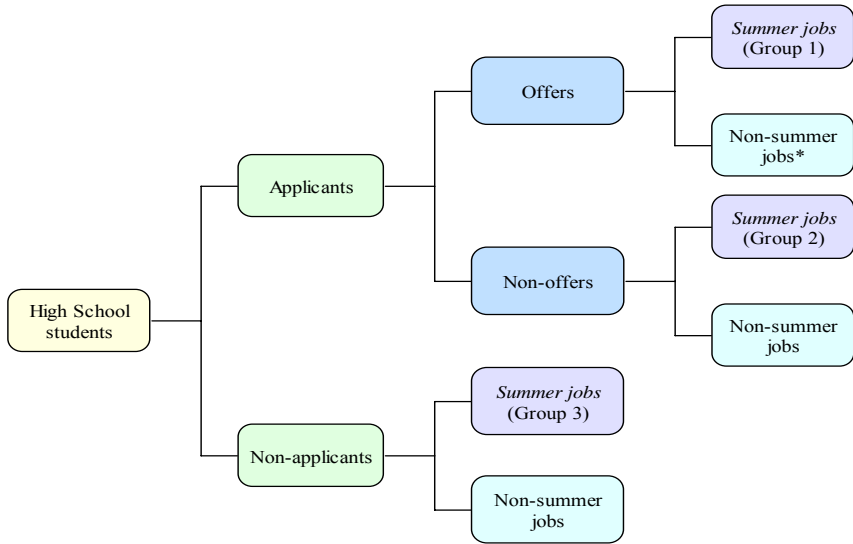 Summer jobs
(Group 1)
Offers
Non-summer
jobs*
Applicants
Summer jobs
(Group 2)
Non-offers
High School
students
Non-summer
jobs
Summer jobs
(Group 3)
Non-applicants
Non-summer
jobs